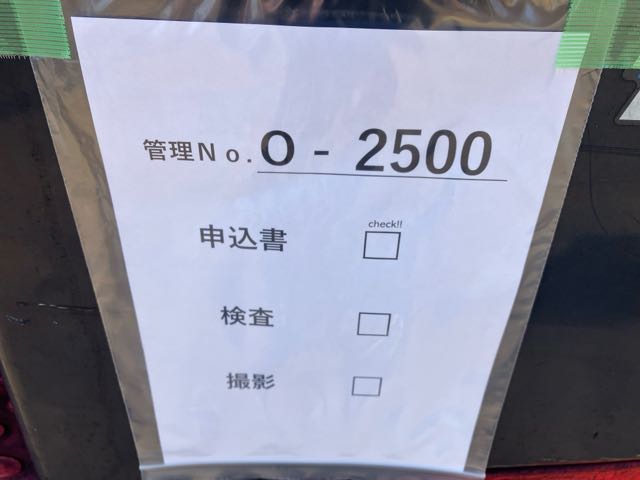 管理No. O - 2500
check!!
申込書 □
検査 □
撮影 □